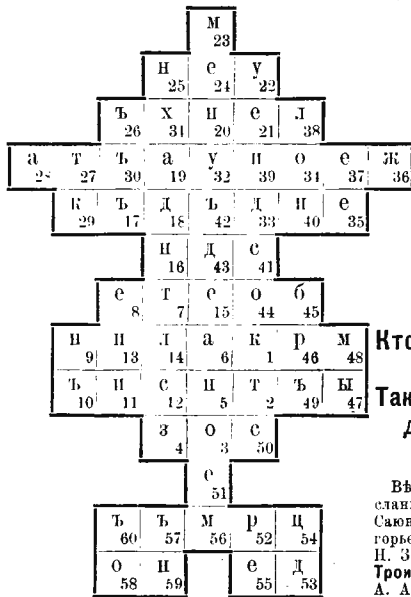 м
23
н е у
25 24 22
ъ х н е л
26 31 20 21 38
а т ъ а у и о е ж
28 27 30 19 32 39 34 37 36
к ъ д ъ д и е
29 17 18 42 33 40 35
н д с
16 43 41
е т е о б
8 7 15 44 45
н и л а к р м
9 13 14 6 1 46 48
ъ и с н т ъ ы
10 11 12 5 2 49 47
з о с
4 3 50
е
51
ъ ъ м р ц
60 57 56 52 54
о н е д
58 59 55 53
Кто
Вѣ
горье
Н. З
Трои
А. А